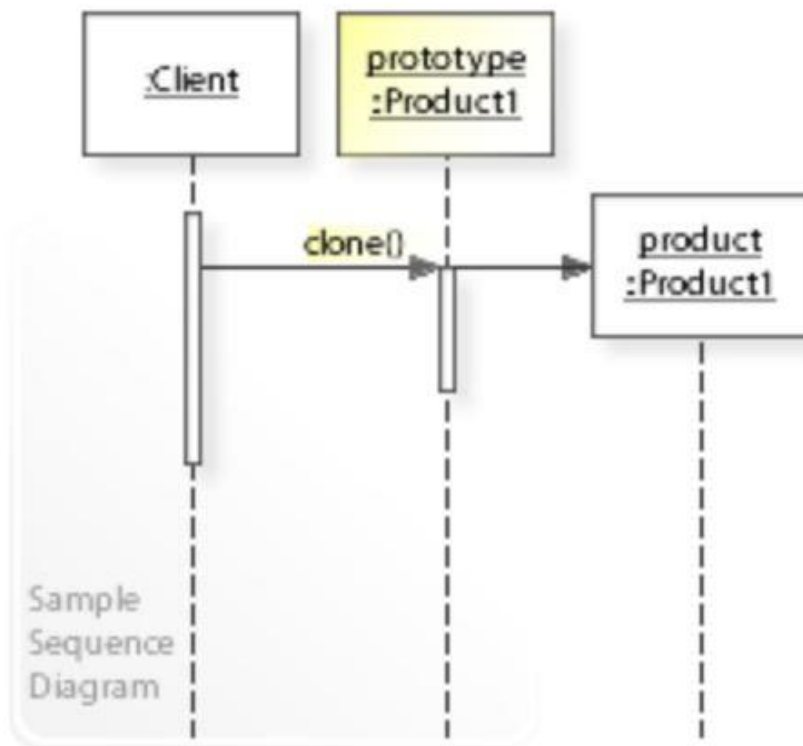 :Client
prototype
:Product1
clone()
product
:Product1
Sample
Sequence
Diagram